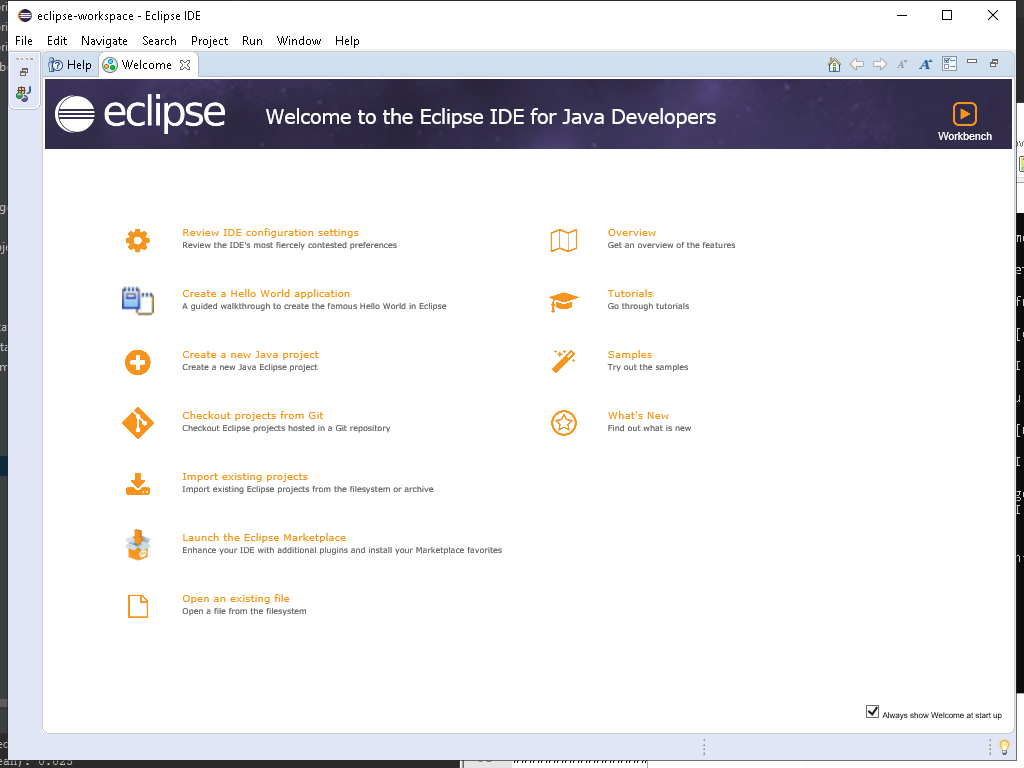 eclipse-workspace - Eclipse IDE
File Edit Navigate Search Project Run Window Help
Help Welcome
eclipse
Welcome to the Eclipse IDE for Java Developers
Workbench
Review IDE configuration settings
Review the IDE's most fiercely contested preferences
Create a Hello World application
A guided walkthrough to create the famous Hello World in Eclipse
Create a new Java project
Create a new Java Eclipse project
Checkout projects from Git
Checkout Eclipse projects hosted in a Git repository
Import existing projects
Import existing Eclipse projects from the filesystem or archive
Launch the Eclipse Marketplace
Enhance your IDE with additional plugins and install your Marketplace favorites
Open an existing file
Open a file from the filesystem
Overview
Get an overview of the features
Tutorials
Go through tutorials
Samples
Try out the samples
What's New
Find out what is new
Always show Welcome at start up